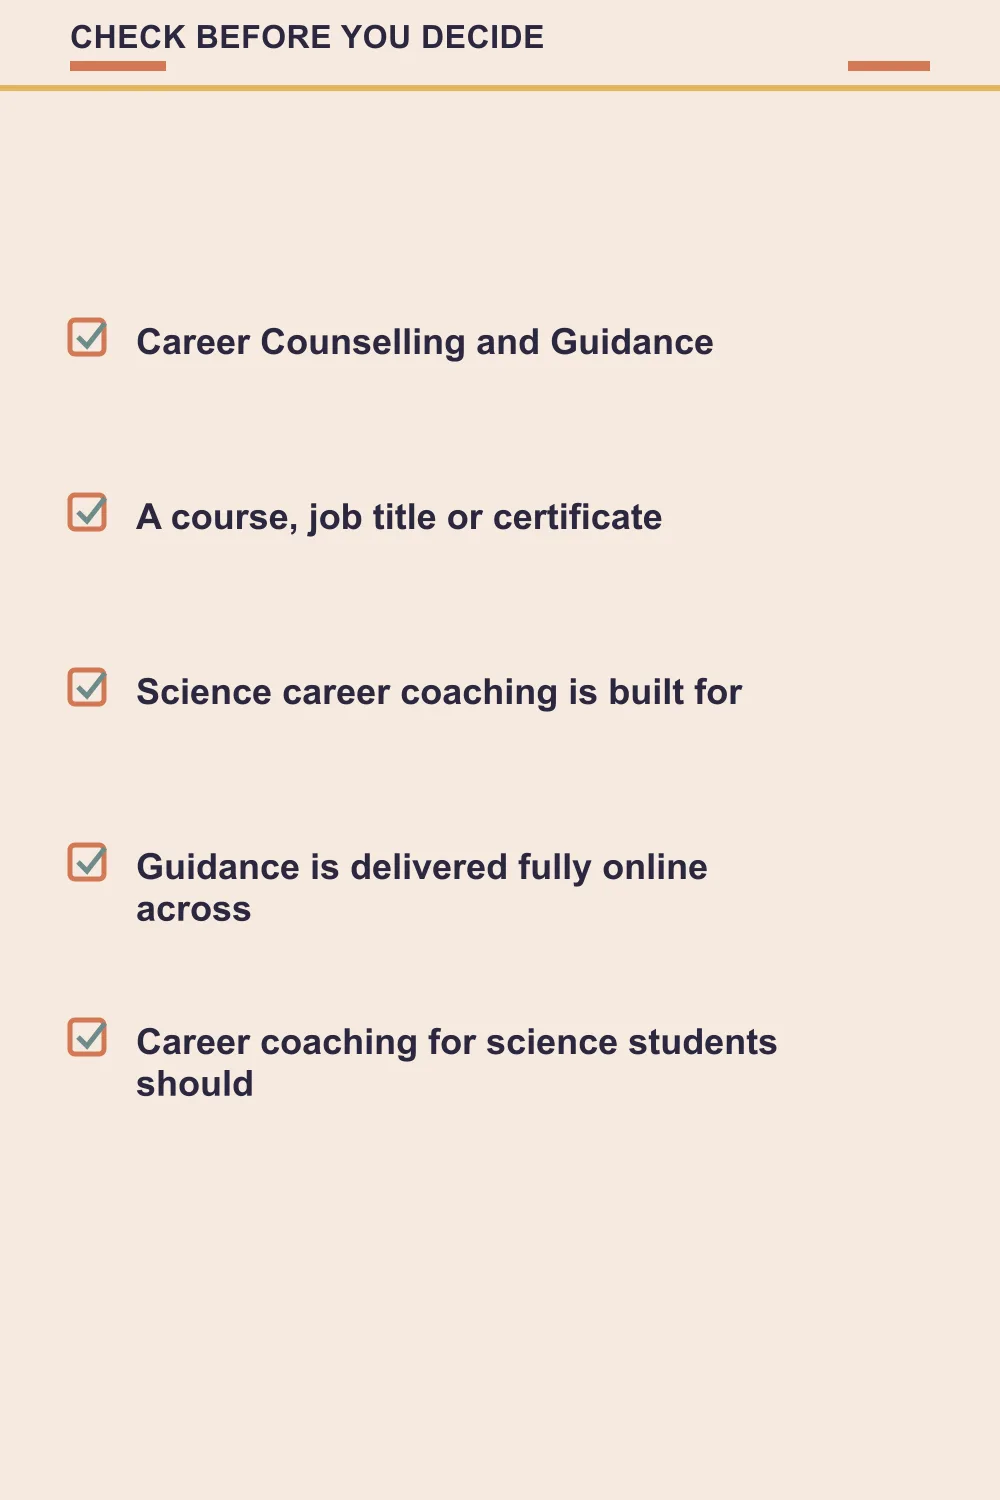 CHECK BEFORE YOU DECIDE
Career Counselling and Guidance
A course, job title or certificate
Science career coaching is built for
Guidance is delivered fully online
across
Career coaching for science students
should